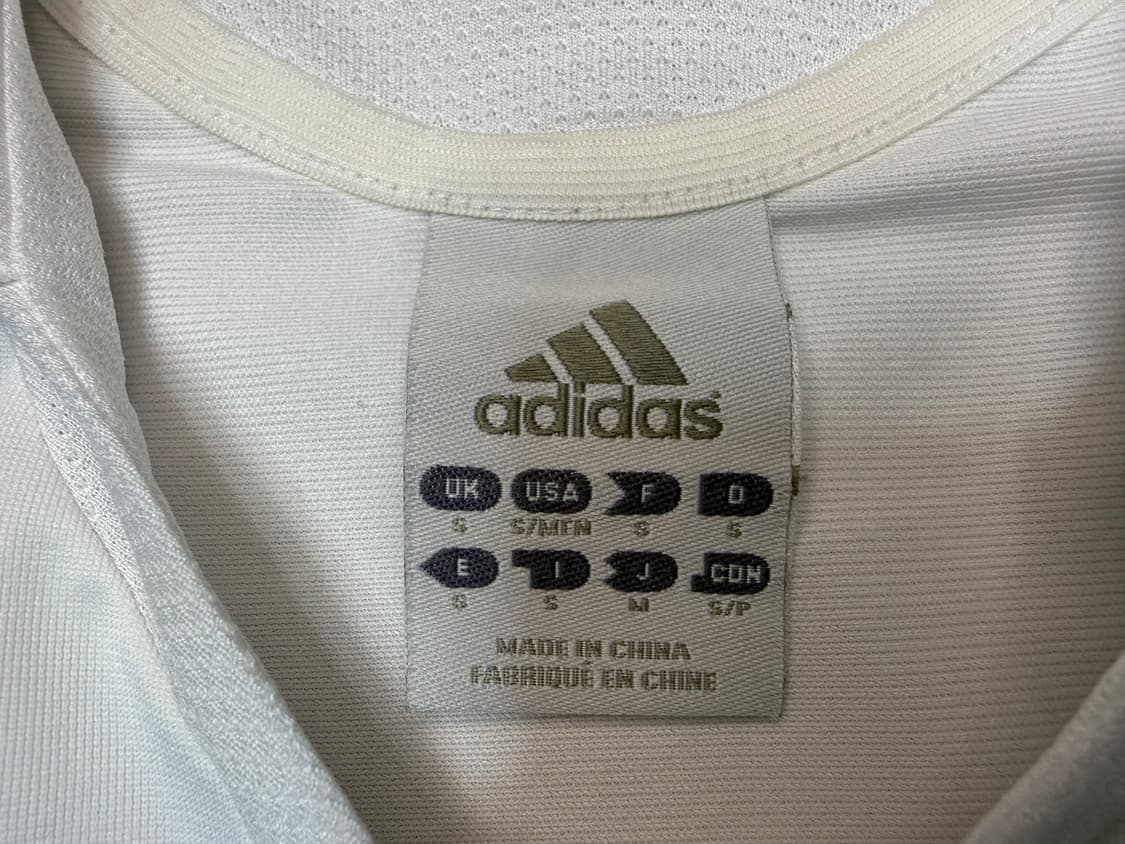 adidas
UK USA F D
S S/MEN S S
E I J CDN
S S M S/P
MADE IN CHINA
FABRIQUÉ EN CHINE